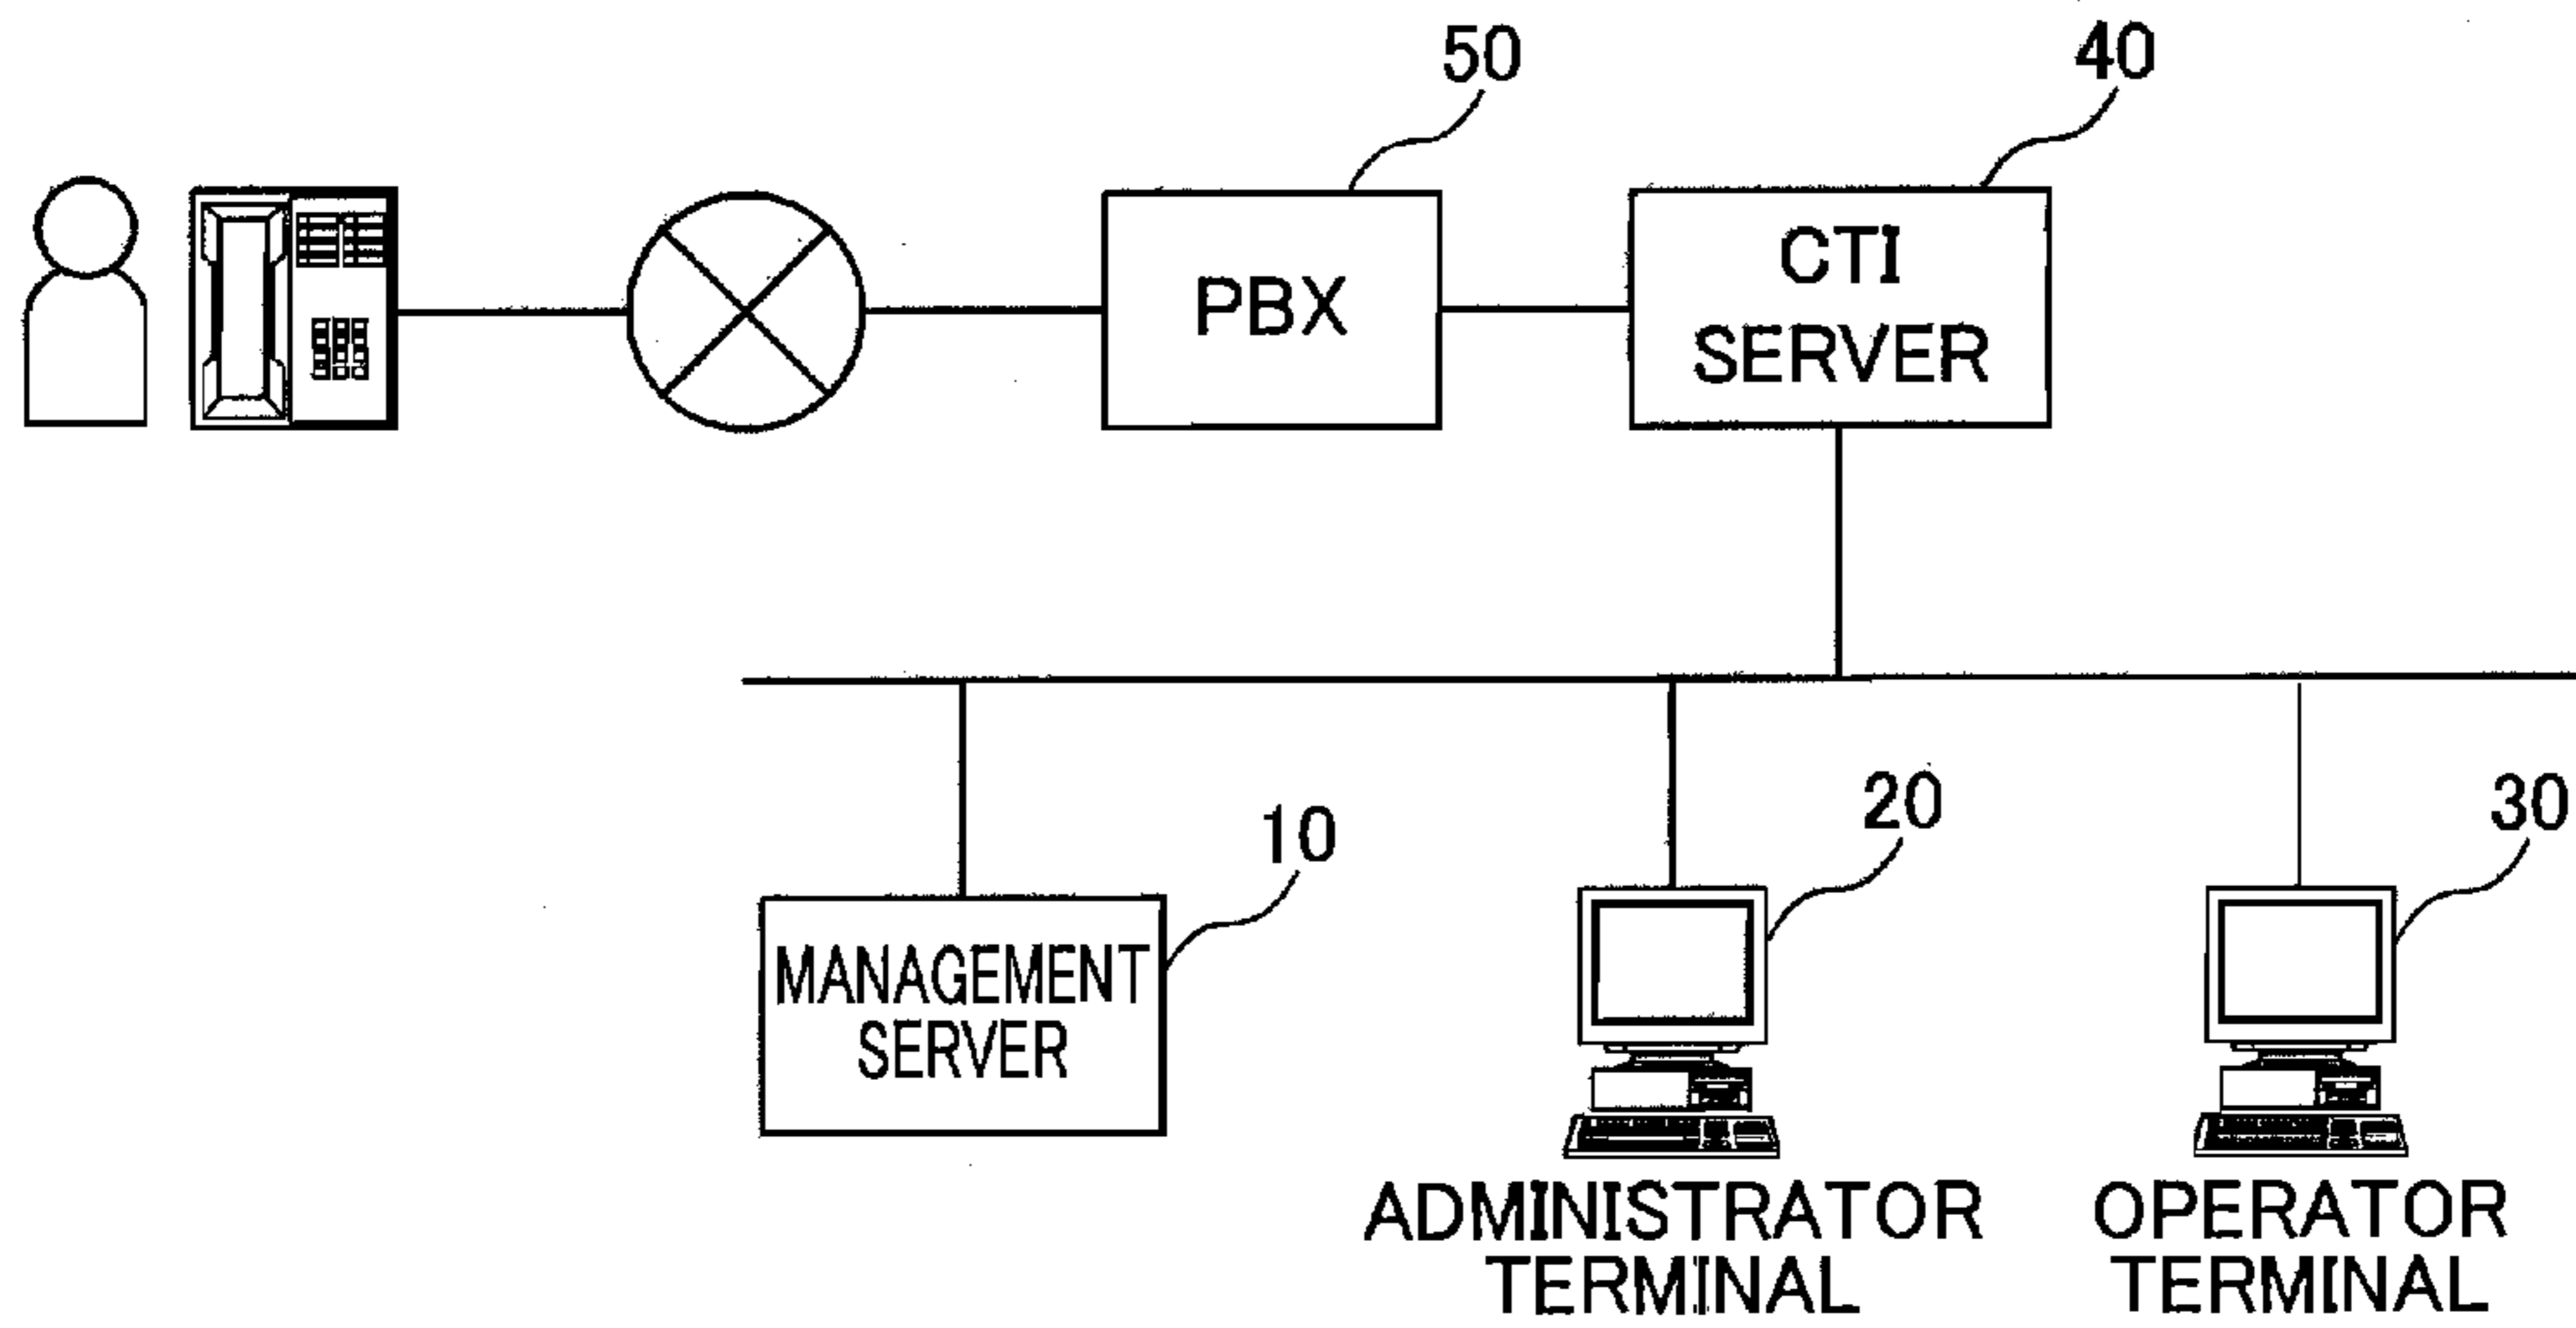 50
40
PBX
CTI
SERVER
10
20
30
MANAGEMENT
SERVER
ADMINISTRATOR
TERMINAL
OPERATOR
TERMINAL